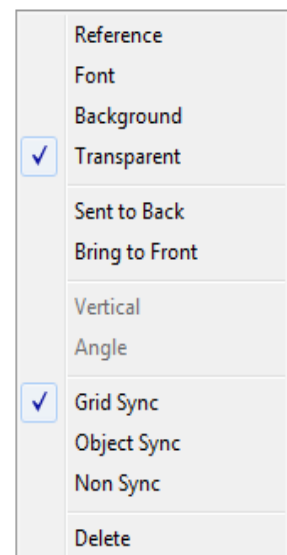 Reference
Font
Background
Transparent
Sent to Back
Bring to Front
Vertical
Angle
Grid Sync
Object Sync
Non Sync
Delete